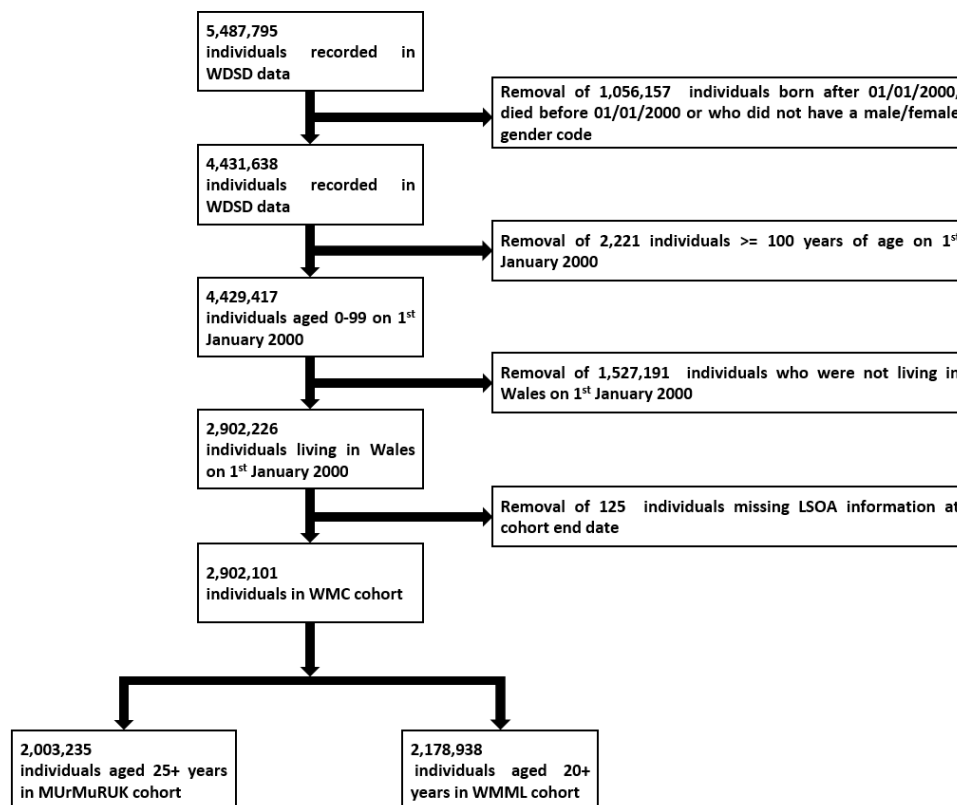 5,487,795
individuals recorded in
WDSD data
Removal of 1,056,157 individuals born after 01/01/2000,
died before 01/01/2000 or who did not have a male/female
gender code
4,431,638
individuals recorded in
WDSD data
Removal of 2,221 individuals >= 100 years of age on 1st
January 2000
4,429,417
individuals aged 0-99 on 1st
January 2000
Removal of 1,527,191 individuals who were not living in
Wales on 1st January 2000
2,902,226
individuals living in Wales
on 1st January 2000
Removal of 125 individuals missing LSOA information at
cohort end date
2,902,101
individuals in WMC cohort
2,003,235
individuals aged 25+ years
in MUrMuRUK cohort
2,178,938
individuals aged 20+
years in WMML cohort